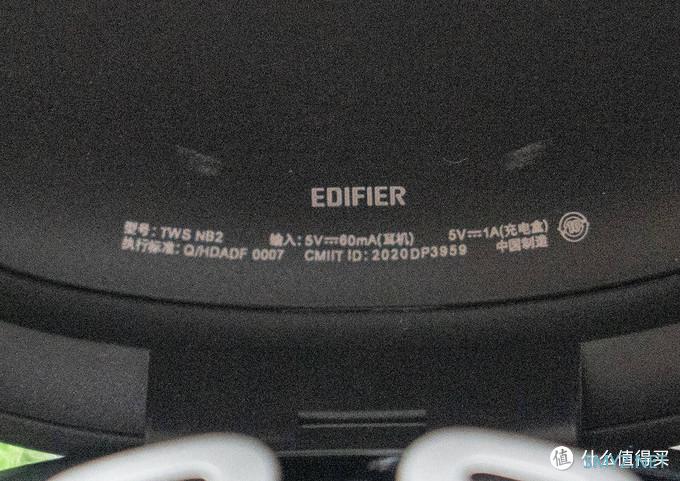 EDIFIER
型号: TWS NB2 输入: 5V⎓60mA(耳机) 5V⎓1A(充电盒)
执行标准: Q/HDADF 0007 CMIIT ID: 2020DP3959 中国制造
值 什么值得买